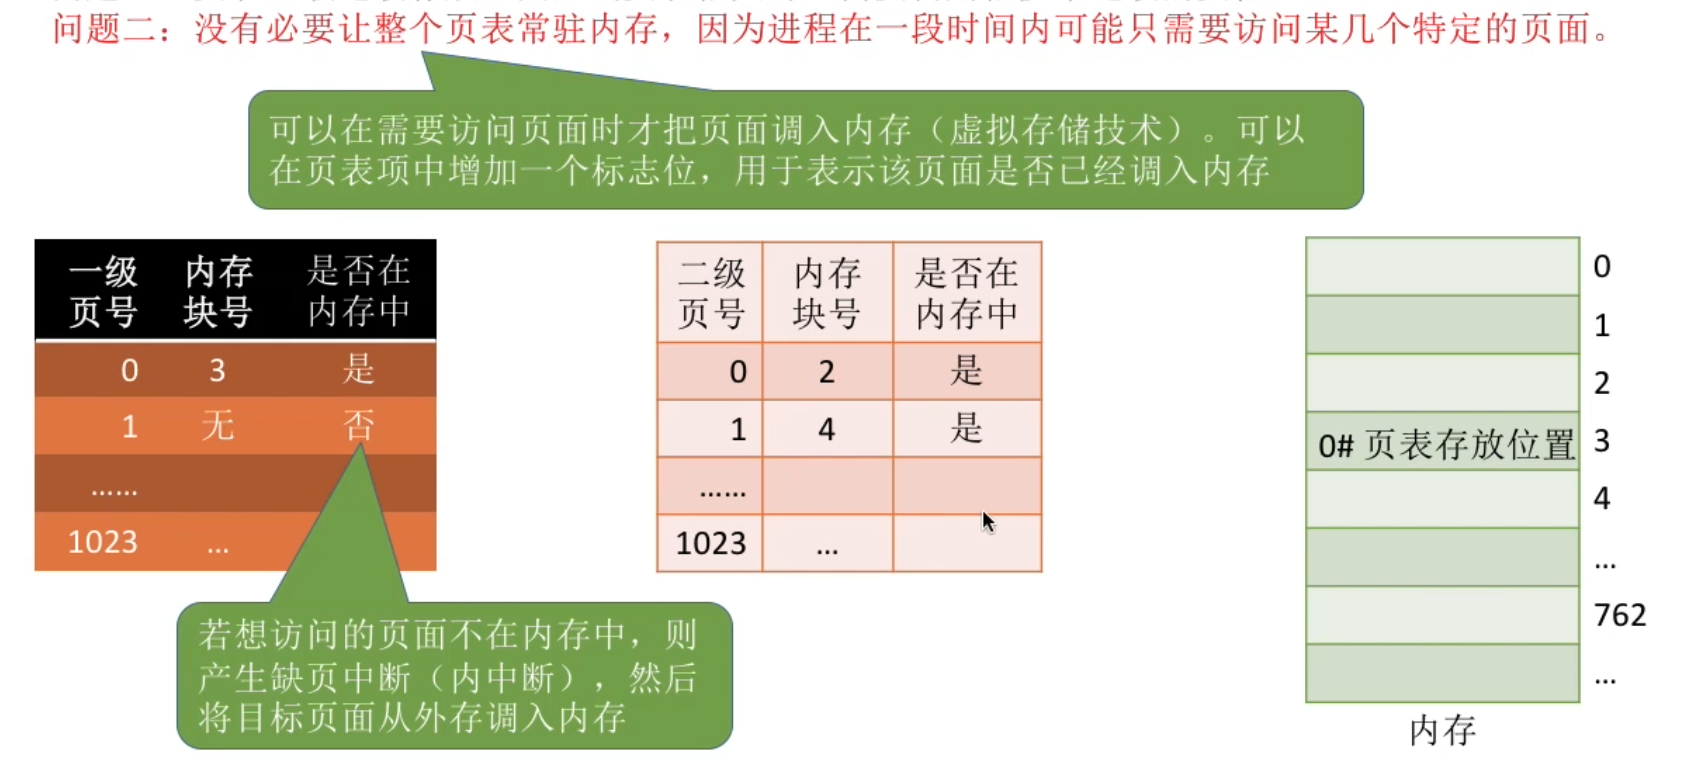 问题二：没有必要让整个页表常驻内存，因为进程在一段时间内可能只需要访问某几个特定的页面。
可以在需要访问页面时才把页面调入内存（虚拟存储技术）。可以
在页表项中增加一个标志位，用于表示该页面是否已经调入内存
一级 内存 是否在
页号 块号 内存中
0 3 是
1 无 否
......
1023 ...
二级 内存 是否在
页号 块号 内存中
0 2 是
1 4 是
......
1023 ...
0
1
2
0# 页表存放位置 3
4
...
762
...
内存
若想访问的页面不在内存中，则
产生缺页中断（内中断），然后
将目标页面从外存调入内存